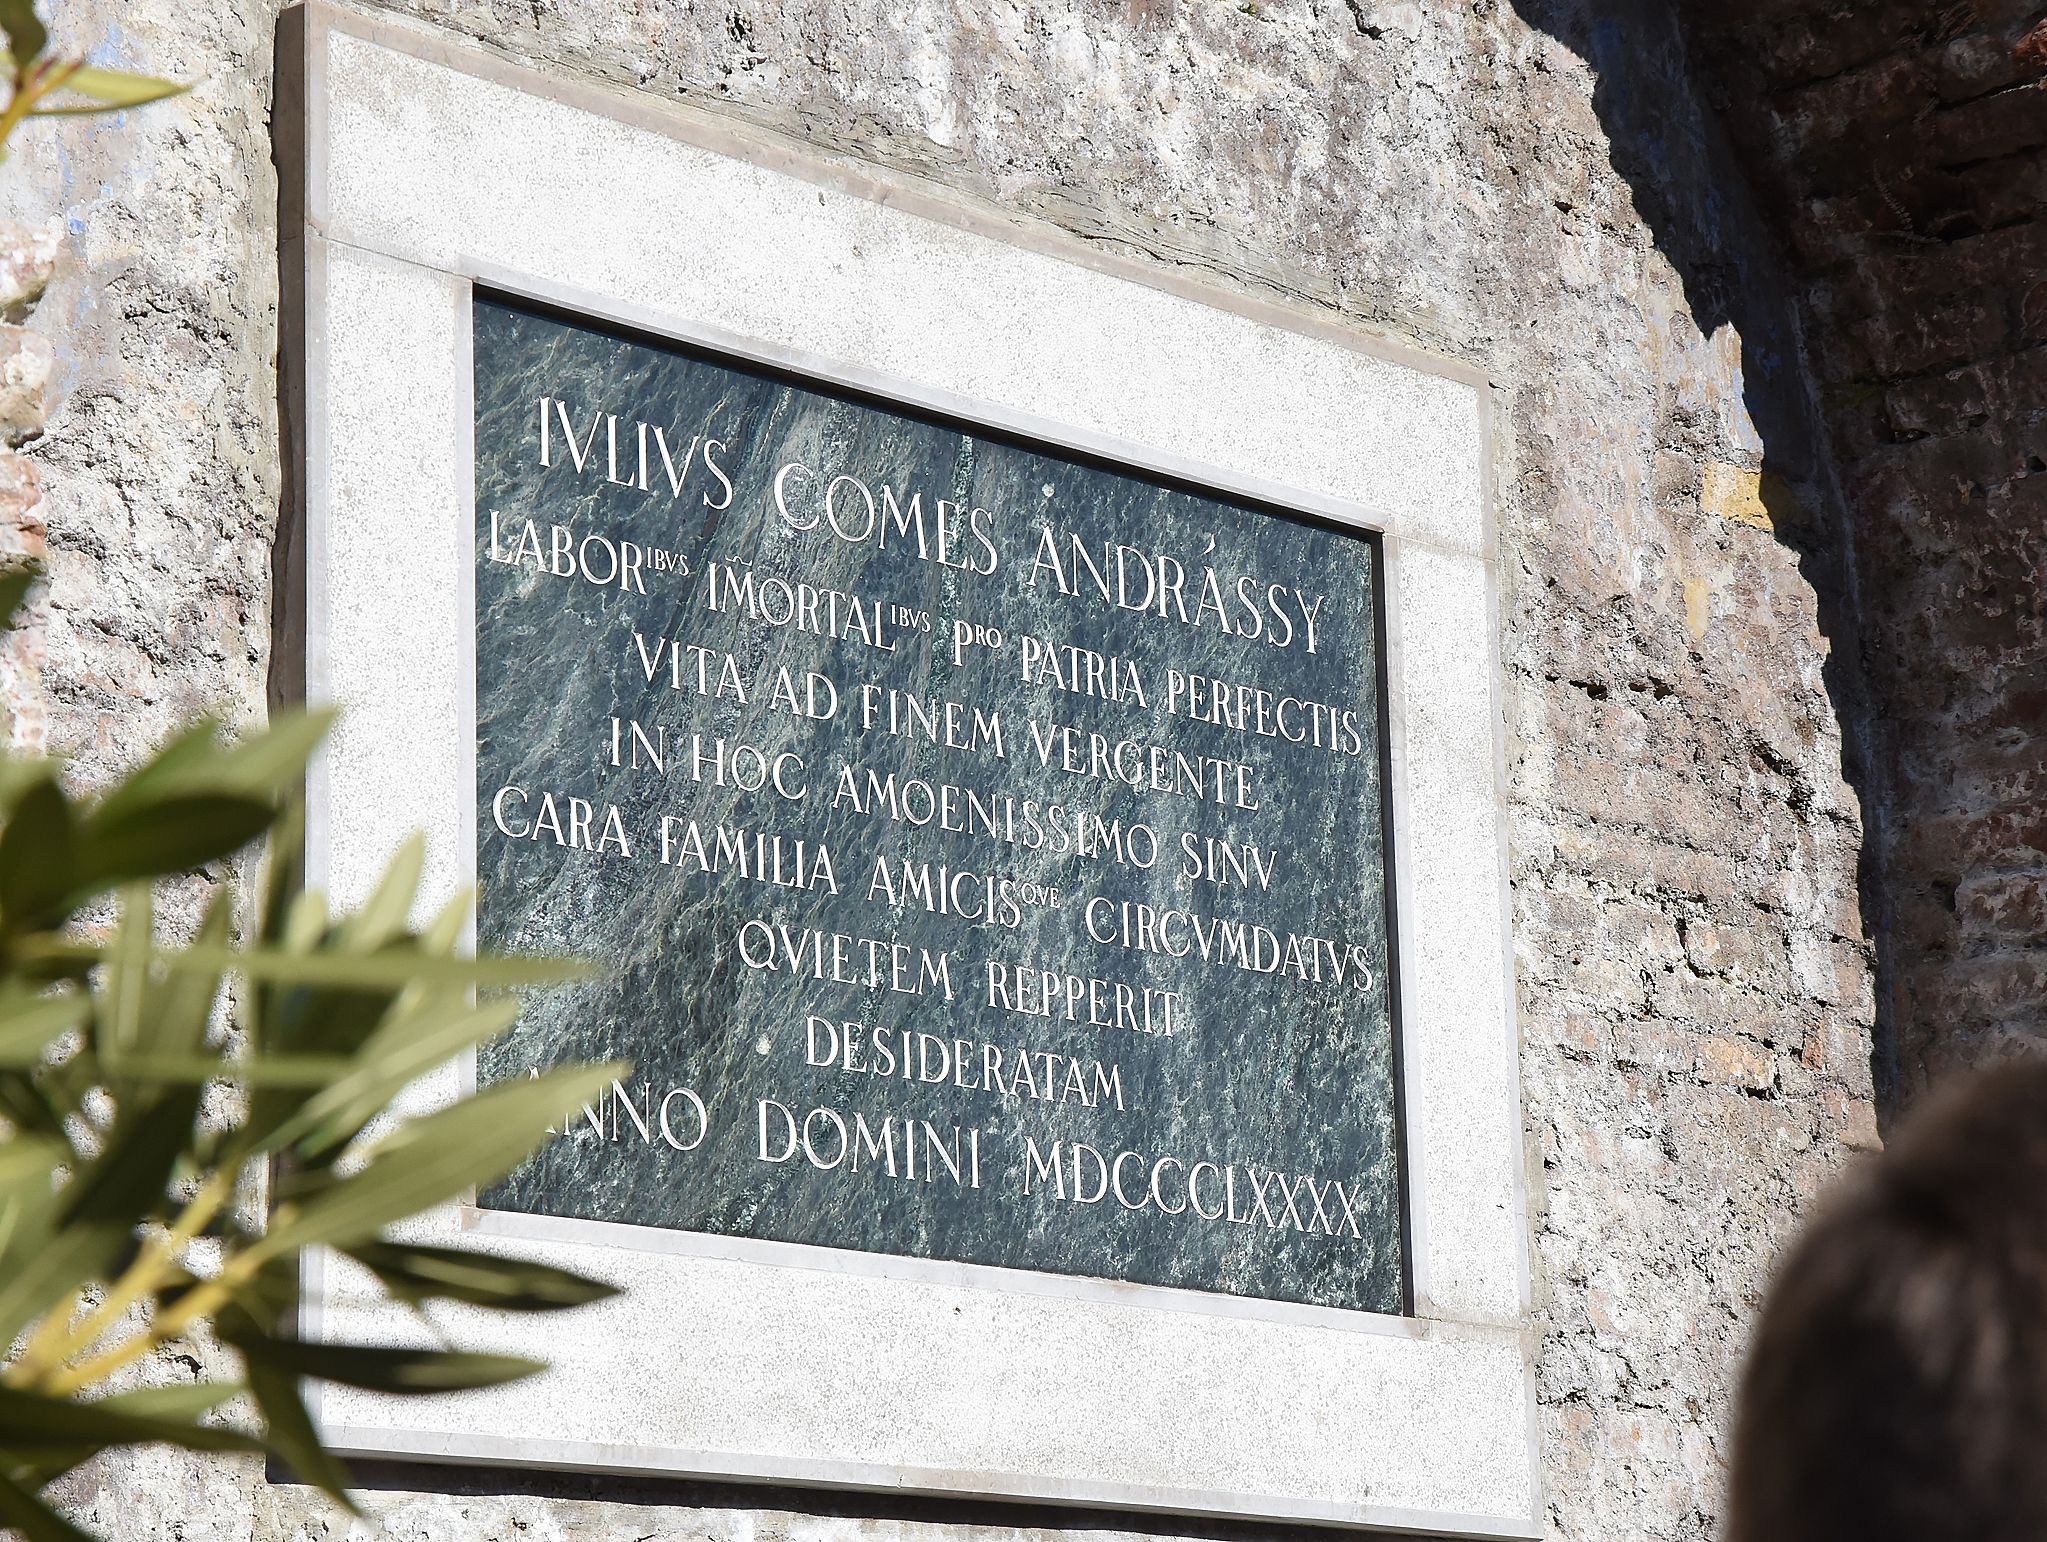 IVLIVS COMES ANDRÁSSY
LABORIBVS IM̃ORTALIBVS PRO PATRIA PERFECTIS
VITA AD FINEM VERGENTE
IN HOC AMOENISSIMO SINV
CARA FAMILIA AMICISQVE CIRCVMDATVS
QVIETEM REPPERIT
DESIDERATAM
ANNO DOMINI MDCCCLXXXX